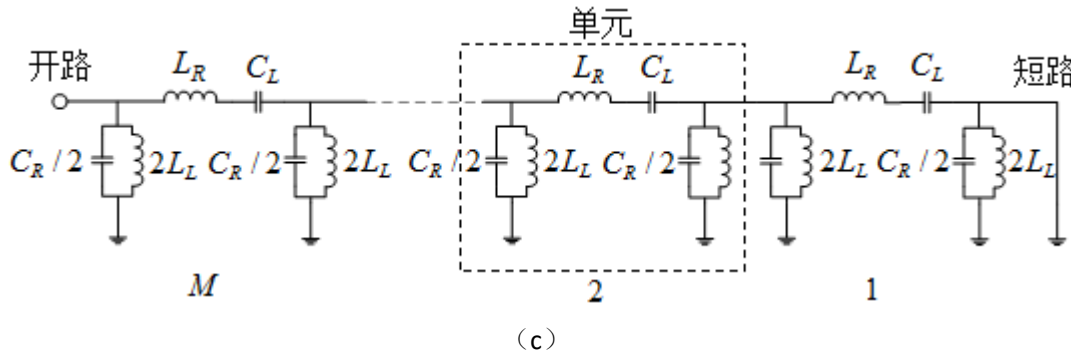 单元
开路 L_R C_L L_R C_L L_R C_L 短路
C_R/2 2L_L C_R/2 2L_L C_R/2 2L_L C_R/2 2L_L C_R/2 2L_L
M 2 1
（c）